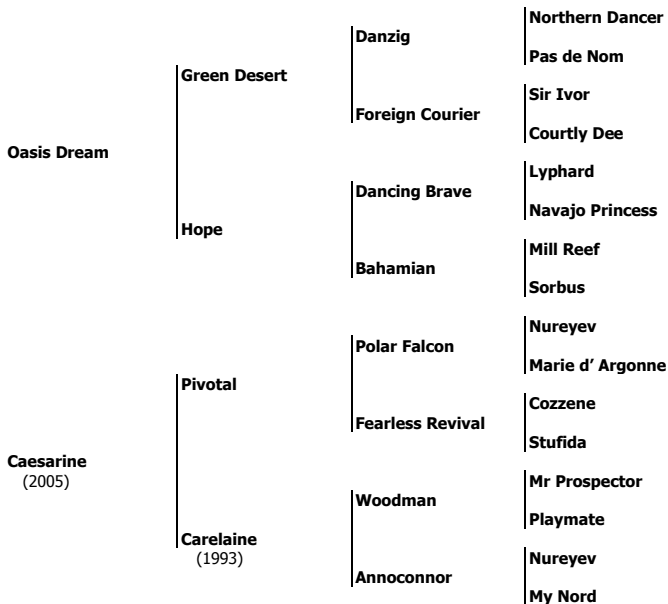 Northern Dancer
Danzig
Pas de Nom
Green Desert
Sir Ivor
Foreign Courier
Courtly Dee
Oasis Dream
Lyphard
Dancing Brave
Navajo Princess
Hope
Mill Reef
Bahamian
Sorbus
Nureyev
Polar Falcon
Marie d’ Argonne
Pivotal
Cozzene
Fearless Revival
Stufida
Caesarine
(2005)
Mr Prospector
Woodman
Playmate
Carelaine
(1993)
Nureyev
Annoconnor
My Nord